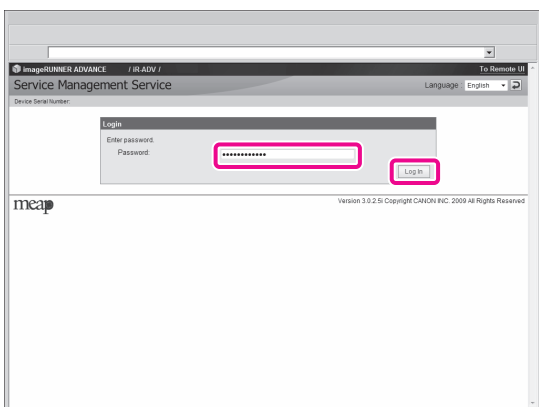 imageRUNNER ADVANCE / iR-ADV / To Remote UI
Service Management Service Language : English
Device Serial Number:
Login
Enter password.
Password: ••••••••••••
Log In
meap Version 3.0.2.5i Copyright CANON INC. 2009 All Rights Reserved